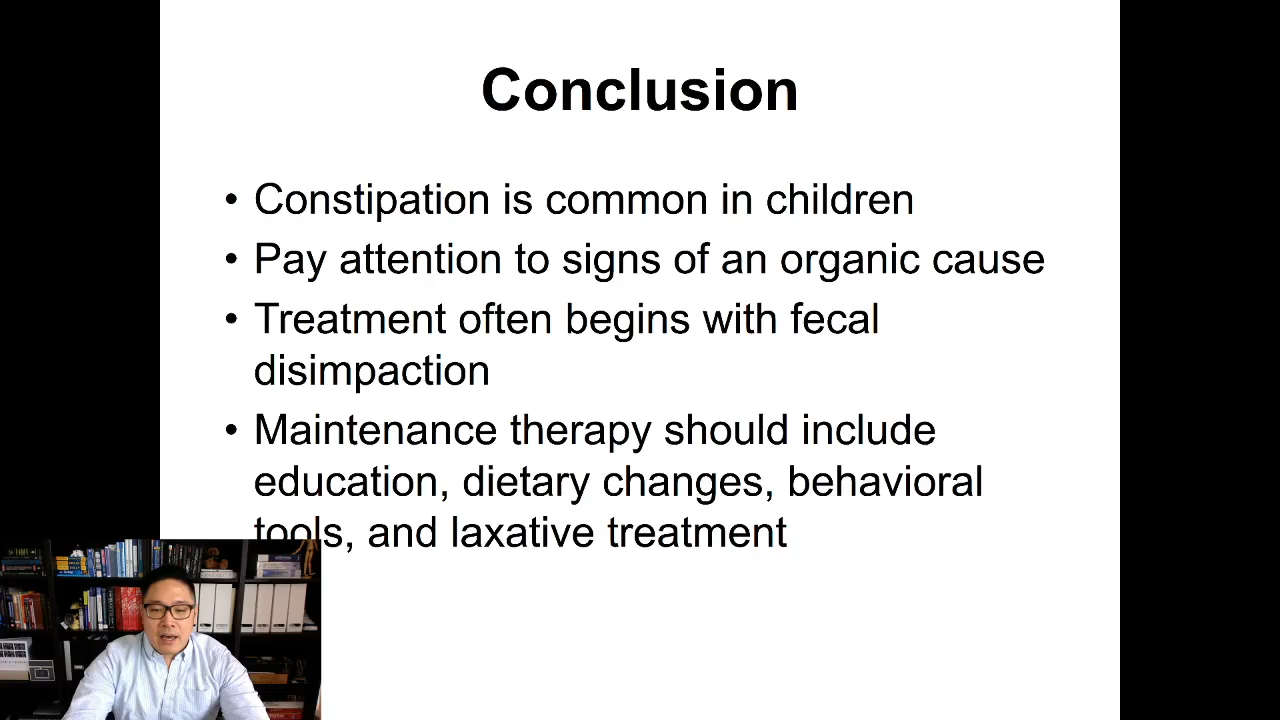 Conclusion
• Constipation is common in children
• Pay attention to signs of an organic cause
• Treatment often begins with fecal
disimpaction
• Maintenance therapy should include
education, dietary changes, behavioral
tools, and laxative treatment